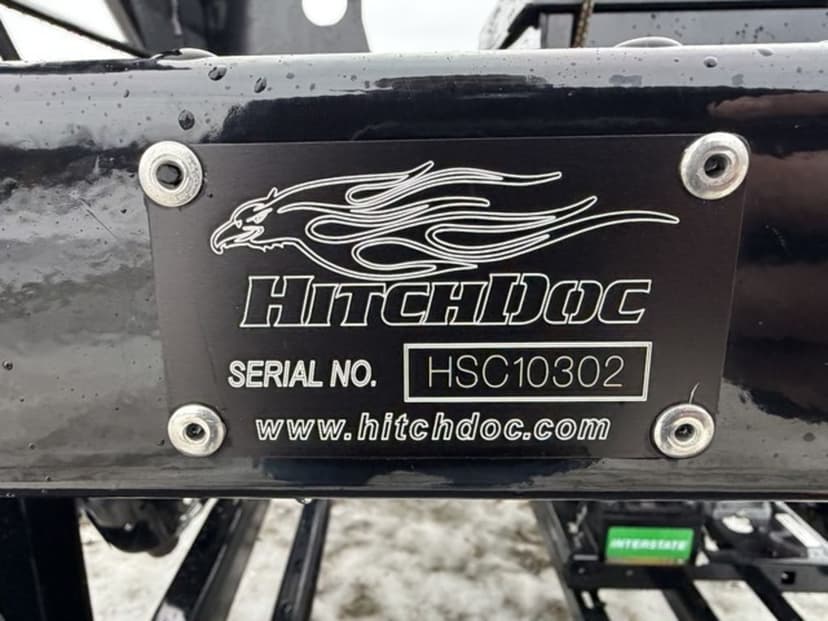 HITCHDOC
SERIAL NO. HSC10302
www.hitchdoc.com
INTERSTATE